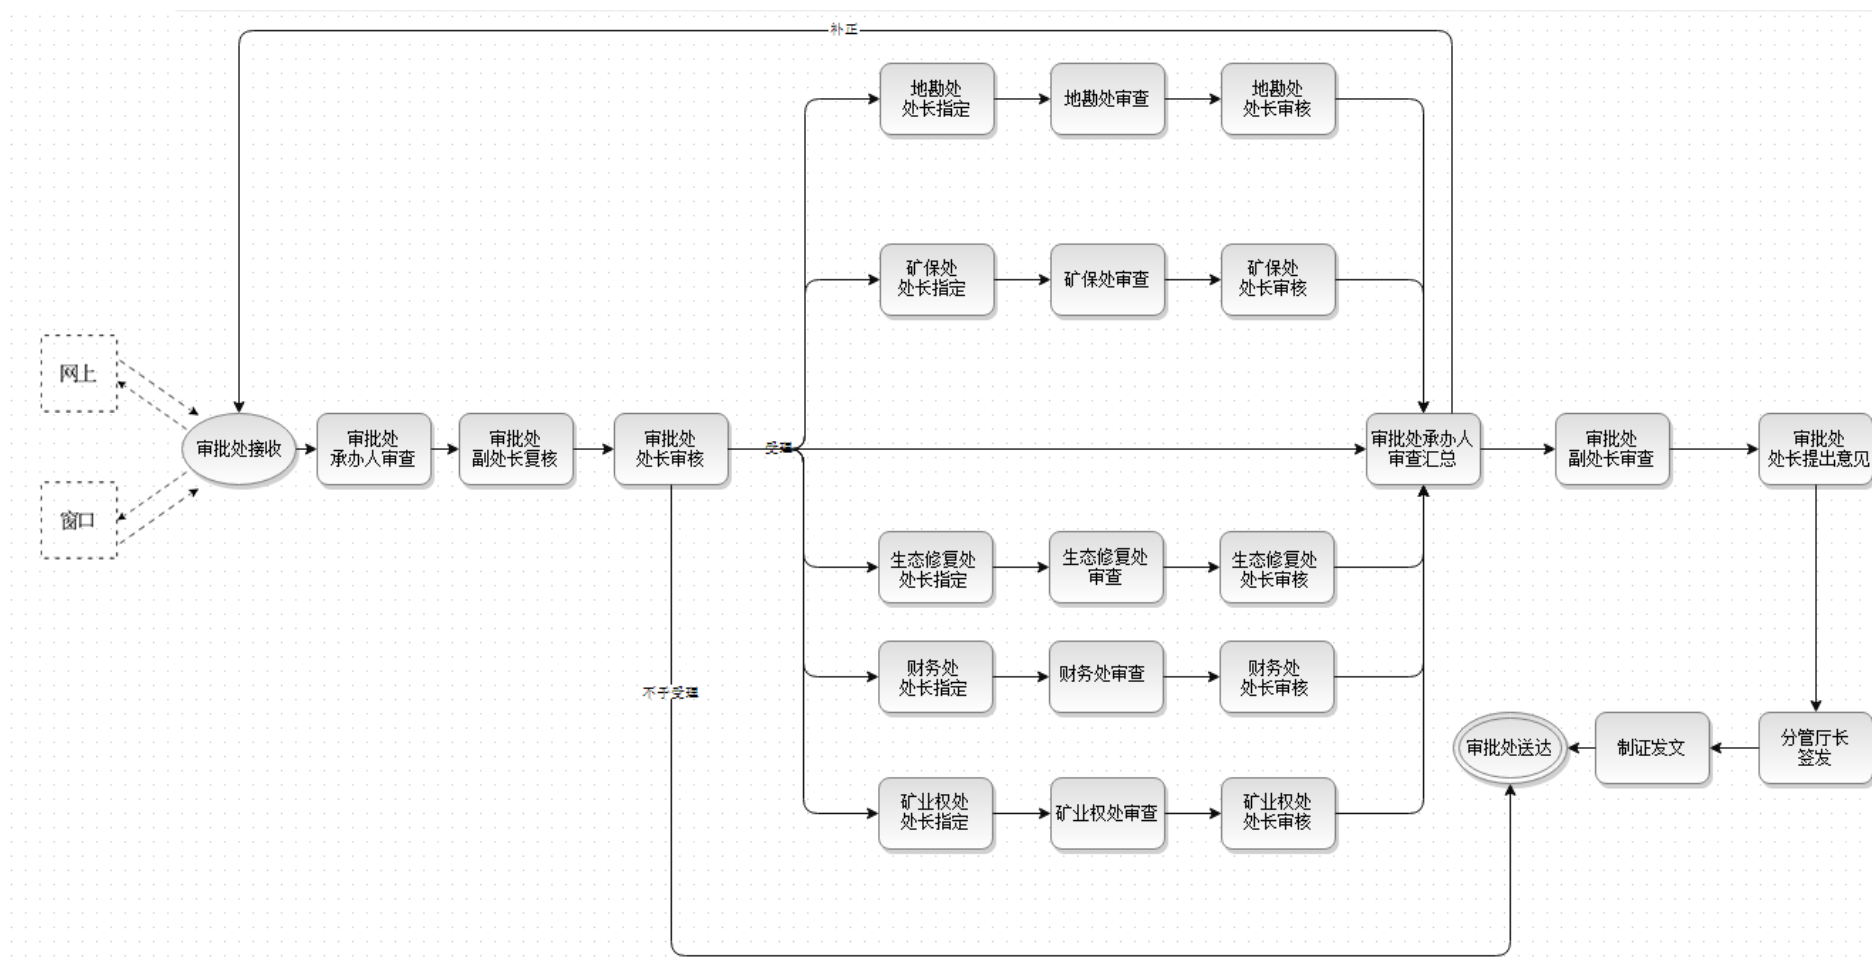 补正
地勘处
处长指定
地勘处审查
地勘处
处长审核
矿保处
处长指定
矿保处审查
矿保处
处长审核
网上
窗口
审批处接收
审批处
承办人审查
审批处
副处长复核
审批处
处长审核
受理
审批处承办人
审查汇总
审批处
副处长审查
审批处
处长提出意见
生态修复处
处长指定
生态修复处
审查
生态修复处
处长审核
财务处
处长指定
财务处审查
财务处
处长审核
不予受理
审批处送达
制证发文
分管厅长
签发
矿业权处
处长指定
矿业权处审查
矿业权处
处长审核